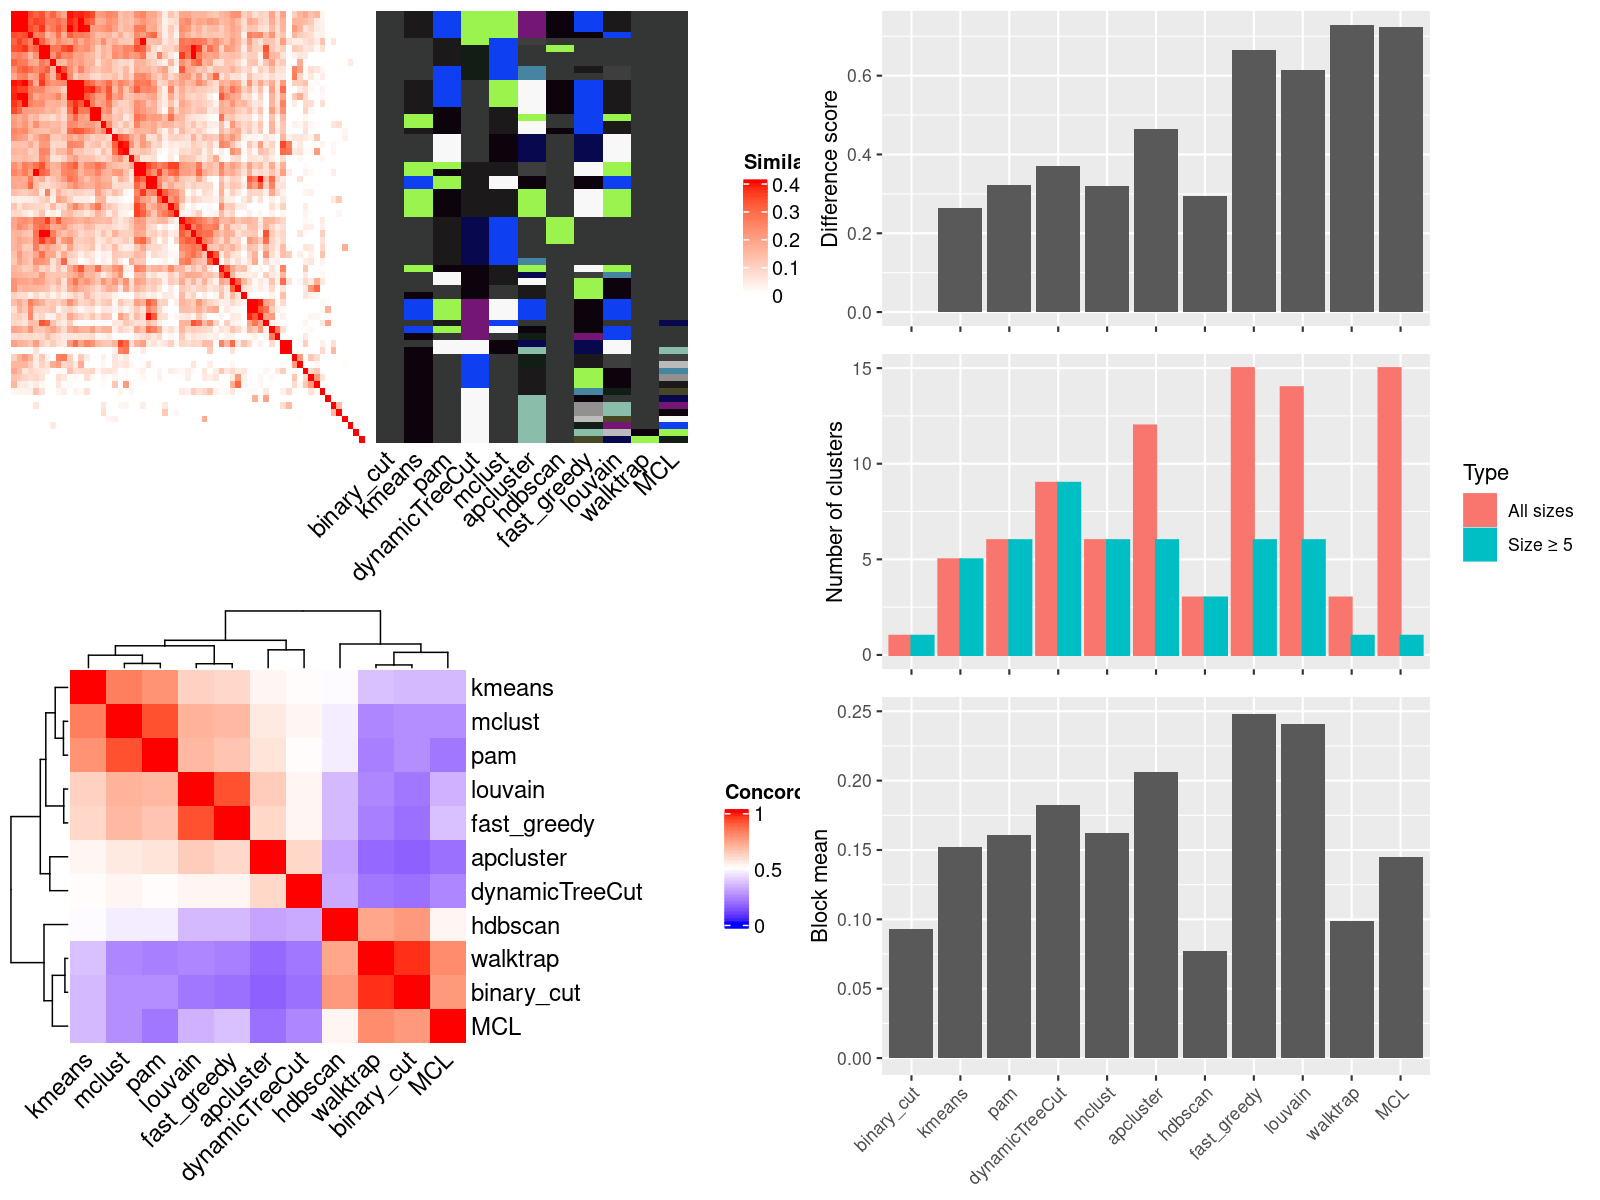 Simila
0.4
0.3
0.2
0.1
0
binary_cut
kmeans
pam
dynamicTreeCut
mclust
apcluster
hdbscan
fast_greedy
louvain
walktrap
MCL
kmeans
mclust
pam
louvain
fast_greedy
apcluster
dynamicTreeCut
hdbscan
walktrap
binary_cut
MCL
kmeans
mclust
pam
louvain
fast_greedy
apcluster
dynamicTreeCut
hdbscan
walktrap
binary_cut
MCL
Concord
1
0.5
0
Difference score
0.6
0.4
0.2
0.0
Number of clusters
15
10
5
0
Type
All sizes
Size ≥ 5
Block mean
0.25
0.20
0.15
0.10
0.05
0.00
binary_cut
kmeans
pam
dynamicTreeCut
mclust
apcluster
hdbscan
fast_greedy
louvain
walktrap
MCL